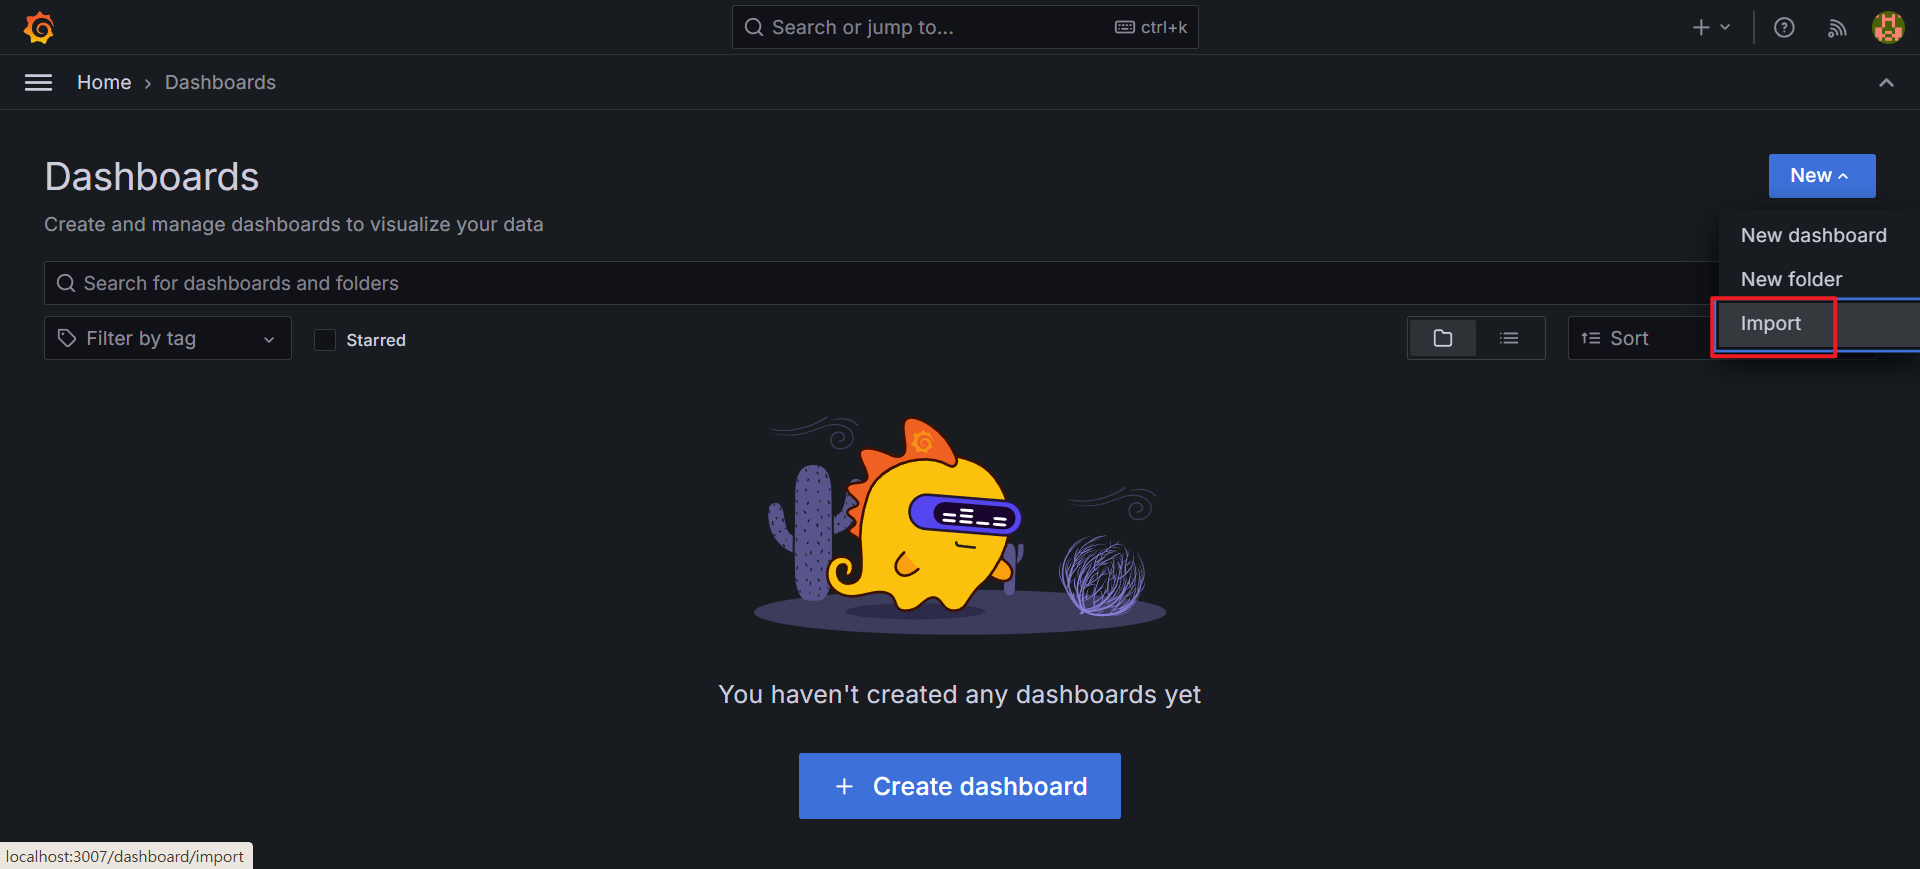 Search or jump to... ctrl+k
Home › Dashboards
Dashboards
New
Create and manage dashboards to visualize your data
New dashboard
New folder
Import
Search for dashboards and folders
Filter by tag
Starred
Sort
You haven't created any dashboards yet
+ Create dashboard
localhost:3007/dashboard/import